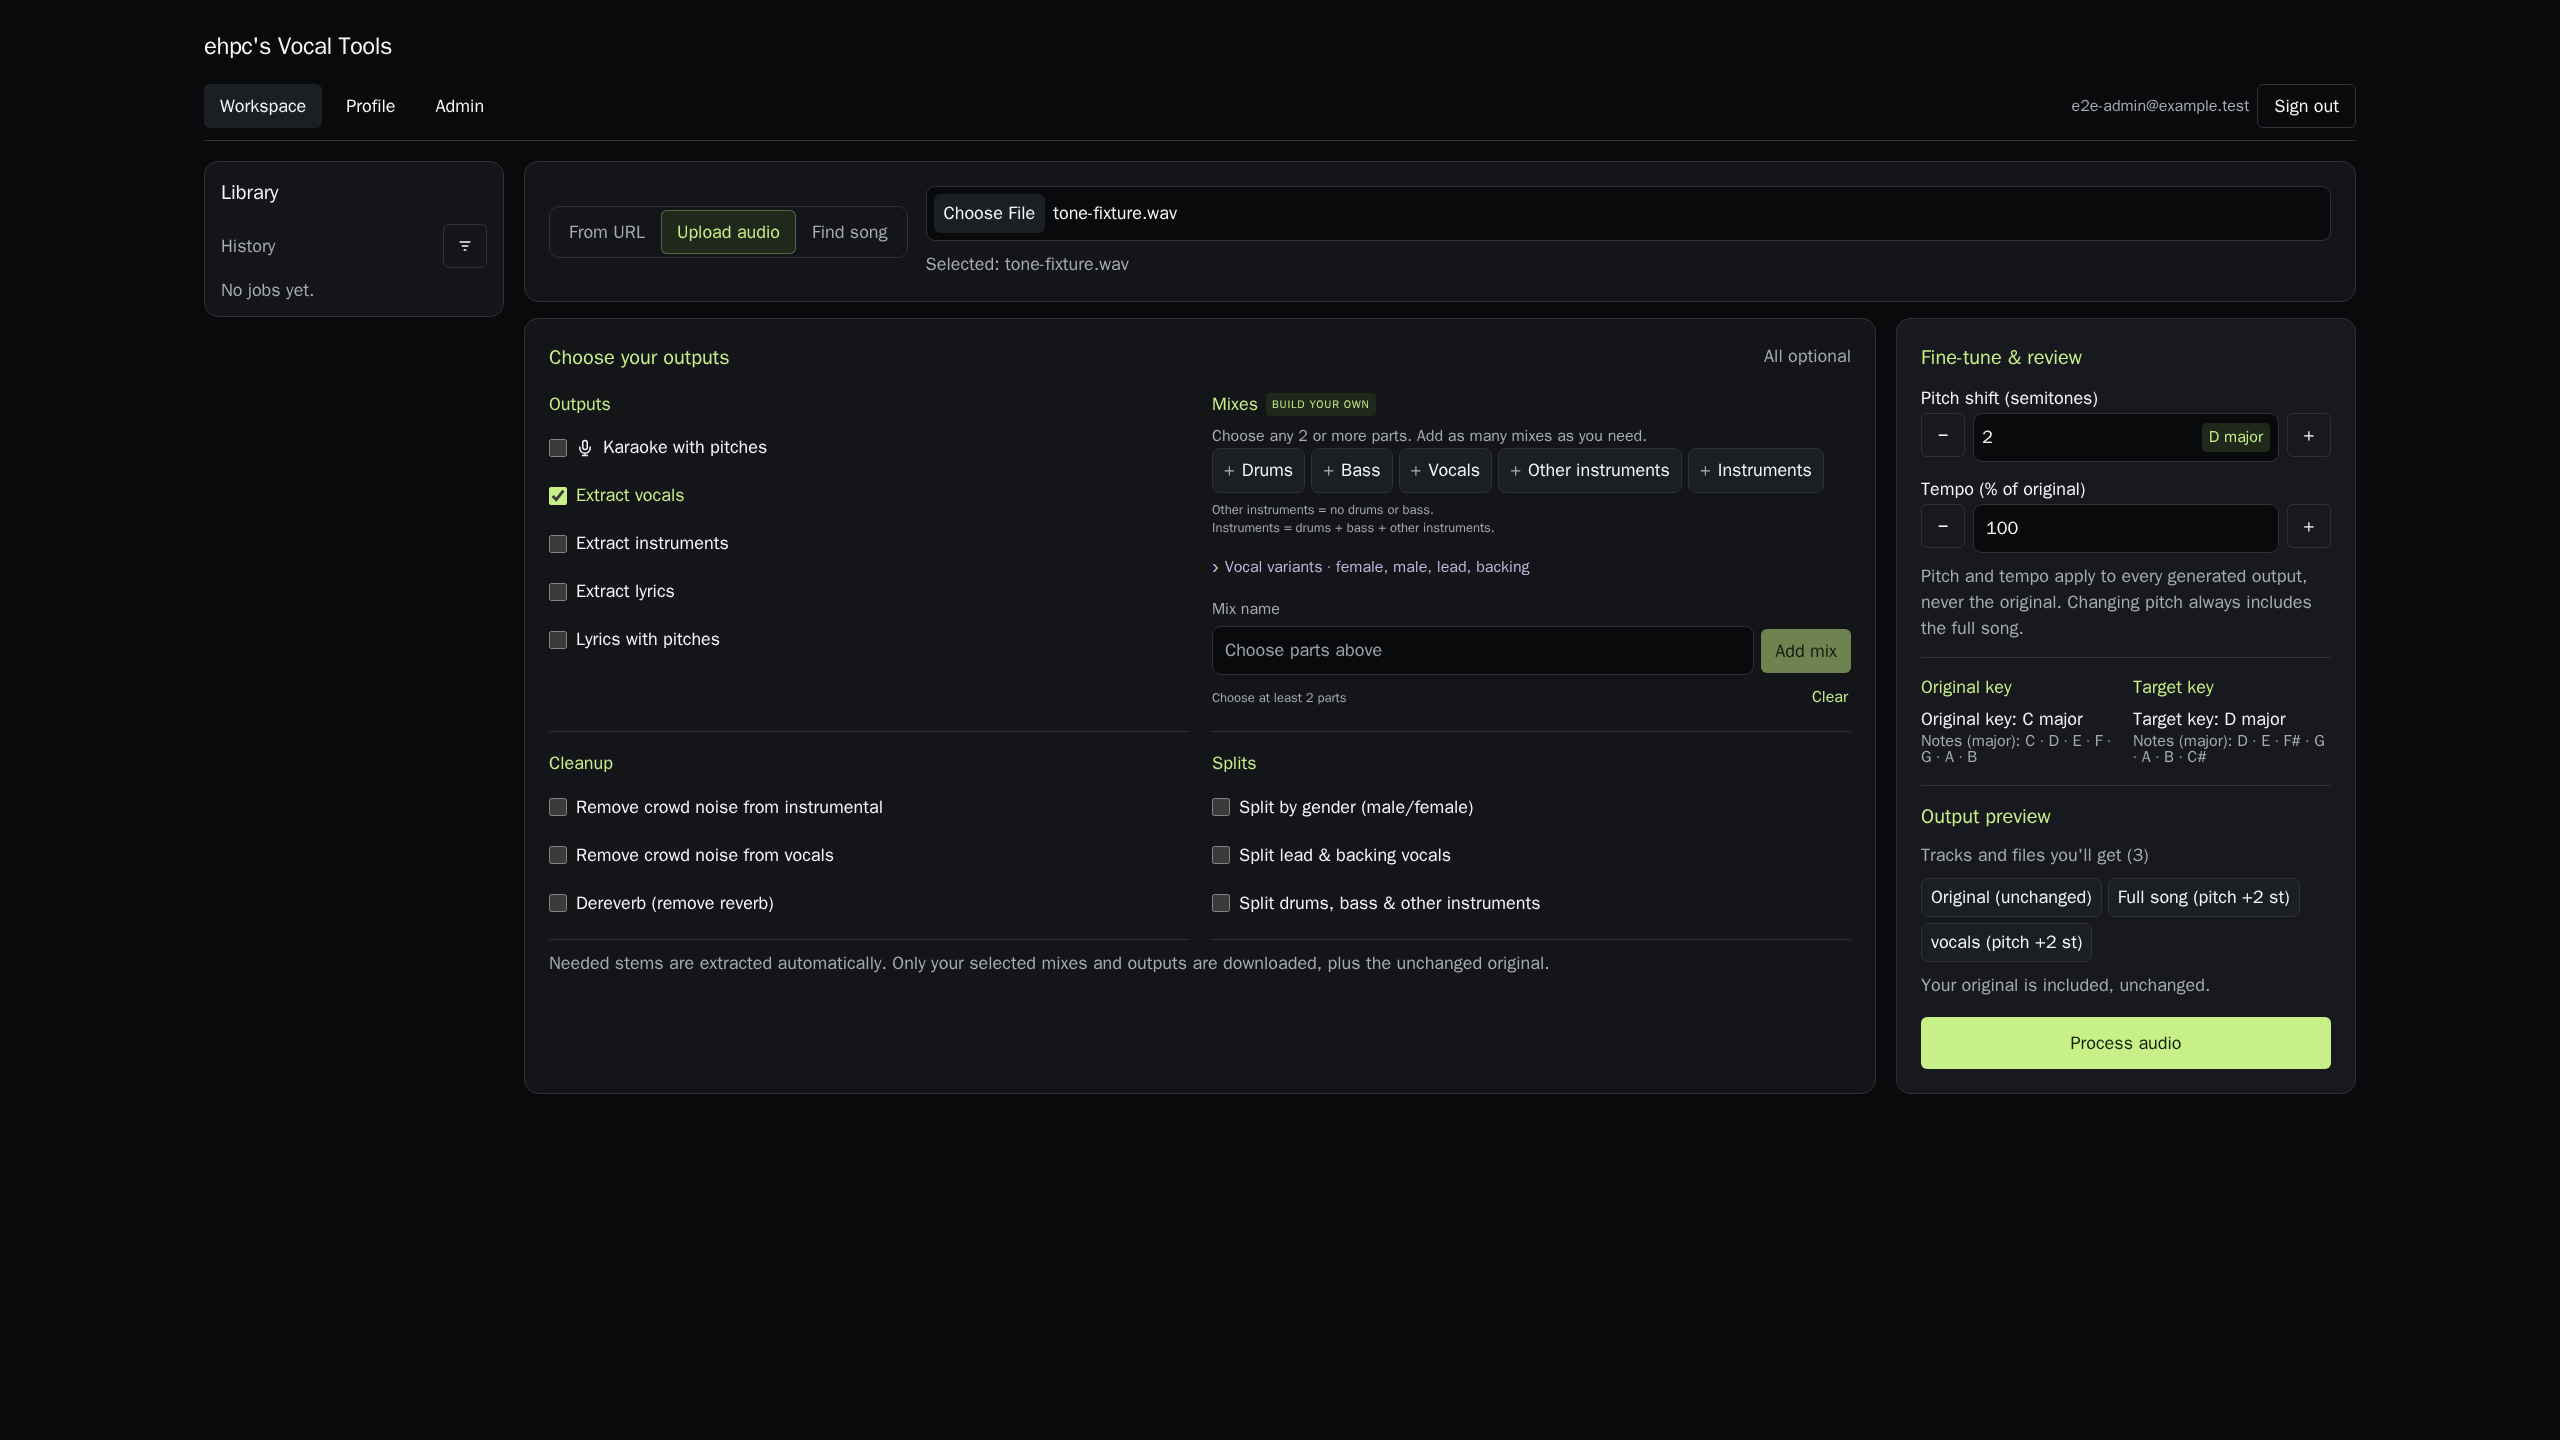 ehpc's Vocal Tools
Workspace
Profile
Admin
e2e-admin@example.test
Sign out
Library
History
No jobs yet.
From URL
Upload audio
Find song
Choose File tone-fixture.wav
Selected: tone-fixture.wav
Choose your outputs
All optional
Outputs
Karaoke with pitches
Extract vocals
Extract instruments
Extract lyrics
Lyrics with pitches
Mixes BUILD YOUR OWN
Choose any 2 or more parts. Add as many mixes as you need.
+ Drums
+ Bass
+ Vocals
+ Other instruments
+ Instruments
Other instruments = no drums or bass.
Instruments = drums + bass + other instruments.
› Vocal variants · female, male, lead, backing
Mix name
Choose parts above
Add mix
Choose at least 2 parts
Clear
Cleanup
Remove crowd noise from instrumental
Remove crowd noise from vocals
Dereverb (remove reverb)
Splits
Split by gender (male/female)
Split lead & backing vocals
Split drums, bass & other instruments
Needed stems are extracted automatically. Only your selected mixes and outputs are downloaded, plus the unchanged original.
Fine-tune & review
Pitch shift (semitones)
−
2
D major
+
Tempo (% of original)
−
100
+
Pitch and tempo apply to every generated output,
never the original. Changing pitch always includes
the full song.
Original key
Original key: C major
Notes (major): C · D · E · F ·
G · A · B
Target key
Target key: D major
Notes (major): D · E · F# · G
· A · B · C#
Output preview
Tracks and files you'll get (3)
Original (unchanged)
Full song (pitch +2 st)
vocals (pitch +2 st)
Your original is included, unchanged.
Process audio